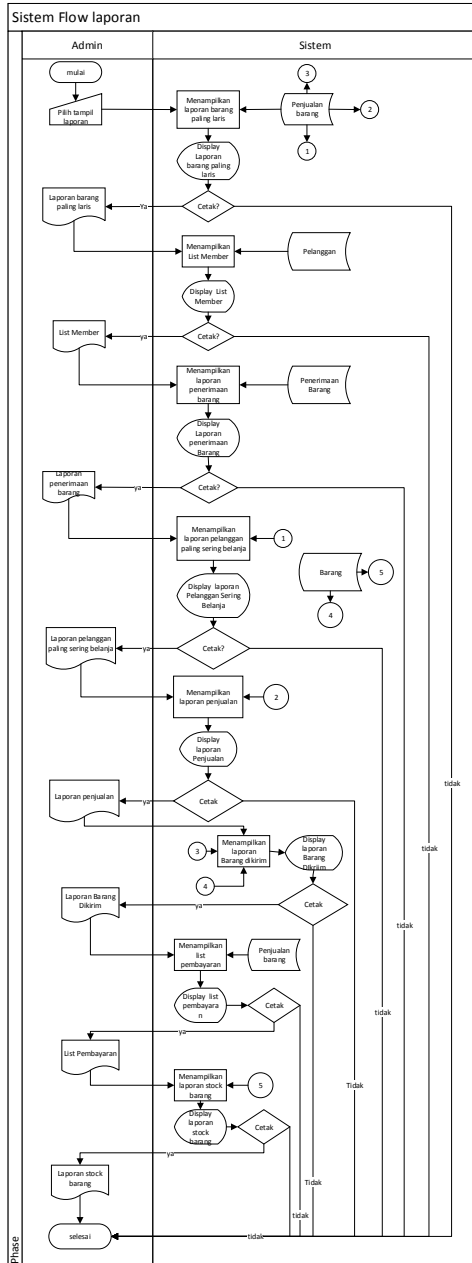 Sistem Flow laporan
Admin
Sistem
mulai
Pilih tampil
laporan
Menampilkan
laporan barang
paling laris
Penjualan
barang
3
2
1
Display
Laporan
barang paling
laris
Laporan barang
paling laris
Ya
Cetak?
Menampilkan
List Member
Pelanggan
Display List
Member
List Member
ya
Cetak?
Menampilkan
laporan
penerimaan
barang
Penerimaan
Barang
Display
Laporan
penerimaan
Barang
Laporan
penerimaan
barang
ya
Cetak?
Menampilkan
laporan pelanggan
paling sering belanja
1
Barang
5
4
Display laporan
Pelanggan Sering
Belanja
Laporan pelanggan
paling sering belanja
ya
Cetak?
Menampilkan
laporan penjualan
2
Display
laporan
Penjualan
tidak
Laporan penjualan
ya
Cetak
tidak
3
Menampilkan
laporan
Barang dikirim
Display
laporan
Barang
Dikriim
4
Laporan Barang
Dikirim
ya
Cetak
tidak
Menampilkan
list
pembayaran
Penjualan
barang
Display list
pembayara
n
Cetak
tidak
ya
List Pembayaran
Menampilkan
laporan stock
barang
5
Tidak
Display
laporan
stock
barang
Cetak
ya
Laporan stock
barang
Tidak
tidak
selesai
tidak
Phase